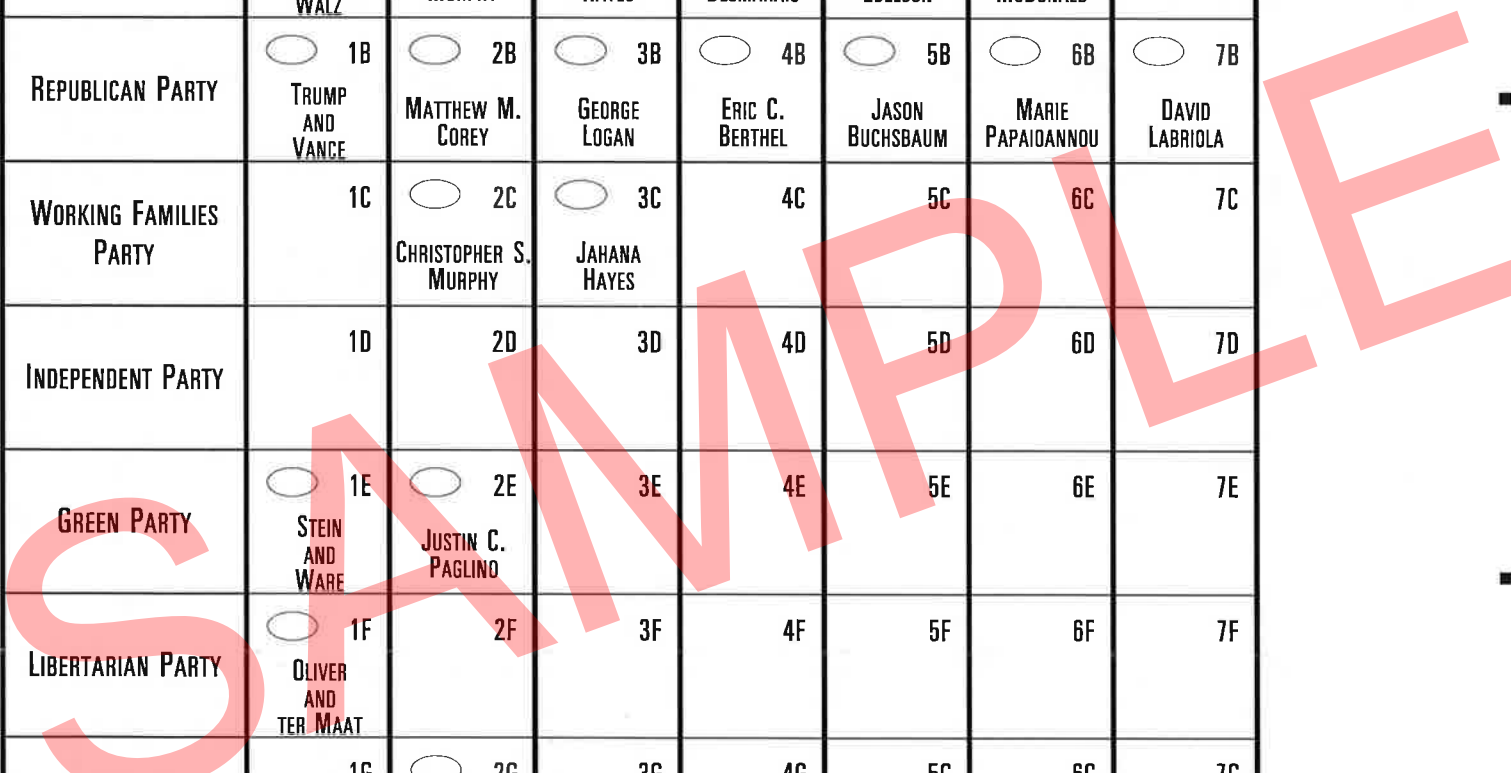 WALZ
REPUBLICAN PARTY
1B
TRUMP
AND
VANCE
2B
MATTHEW M.
COREY
3B
GEORGE
LOGAN
4B
ERIC C.
BERTHEL
5B
JASON
BUCHSBAUM
6B
MARIE
PAPAIOANNOU
7B
DAVID
LABRIOLA
WORKING FAMILIES
PARTY
1C
2C
CHRISTOPHER S.
MURPHY
3C
JAHANA
HAYES
4C
5C
6C
7C
INDEPENDENT PARTY
1D
2D
3D
4D
5D
6D
7D
GREEN PARTY
1E
STEIN
AND
WARE
2E
JUSTIN C.
PAGLINO
3E
4E
5E
6E
7E
LIBERTARIAN PARTY
1F
OLIVER
AND
TER MAAT
2F
3F
4F
5F
6F
7F
SAMPLE